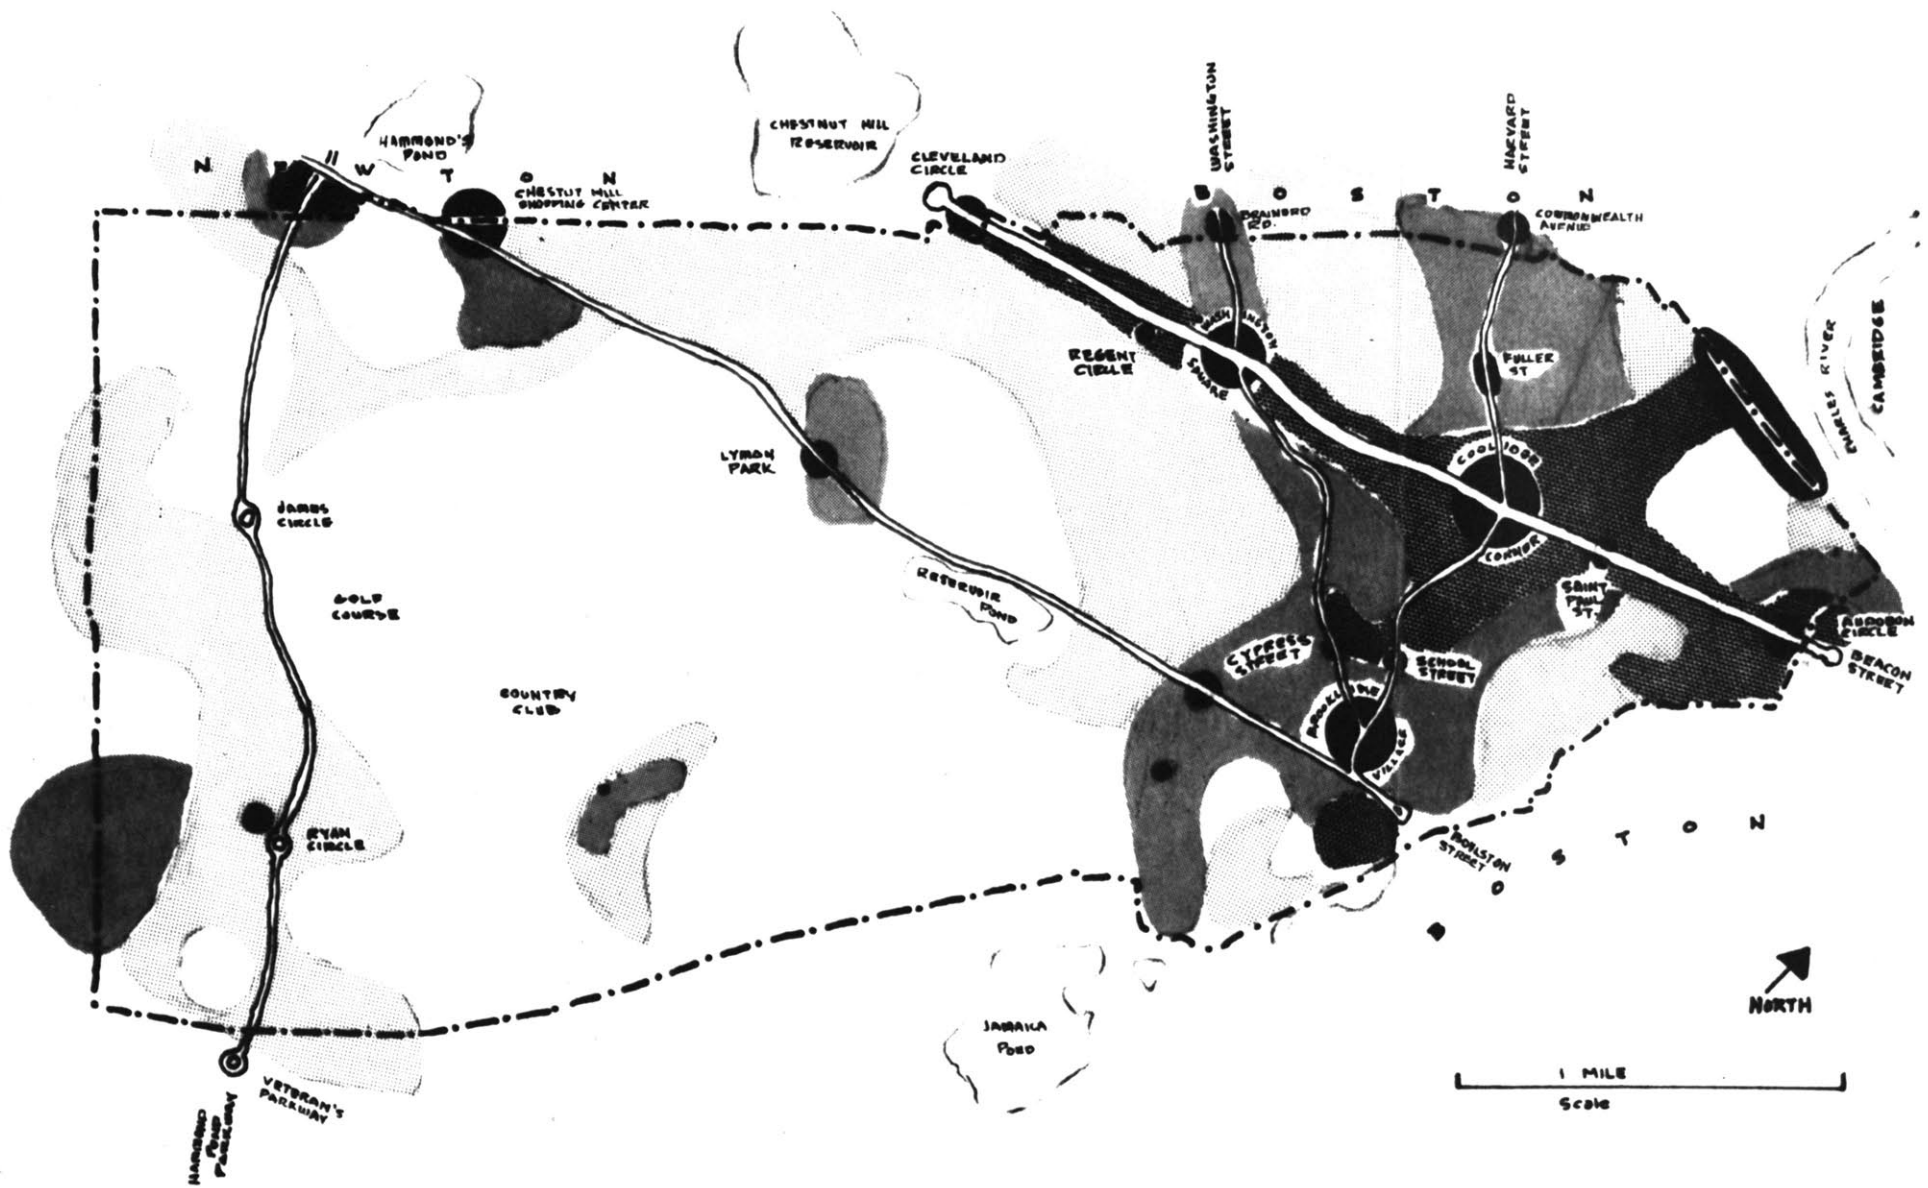 WASHINGTON
STREET
HARVARD
STREET
HAMMOND'S
POND
CHESTNUT HILL
RESERVOIR
CLEVELAND
CIRCLE
N E W T O N
CHESTUT HILL
SHOPPING CENTER
B O S T O N
BRAINORD
RD.
COMMONWEALTH
AVENUE
CHARLES RIVER
CAMBRIDGE
WASHINGTON
SQUARE
REGENT
CIRCLE
FULLER
ST
LYMAN
PARK
COOLIDGE
CORNER
JAMES
CIRCLE
GOLF
COURSE
RESERVOIR
POND
SAINT
PAUL
ST.
AUDOBON
CIRCLE
BEACON
STREET
CYPRESS
STREET
SCHOOL
STREET
COUNTRY
CLUB
BROOKLINE
VILLAGE
RYAN
CIRCLE
BOYLSTON
STREET
B O S T O N
NORTH
JAMAICA
POND
1 MILE
Scale
VETERAN'S
PARKWAY
HAMMOND
POND
PARKWAY